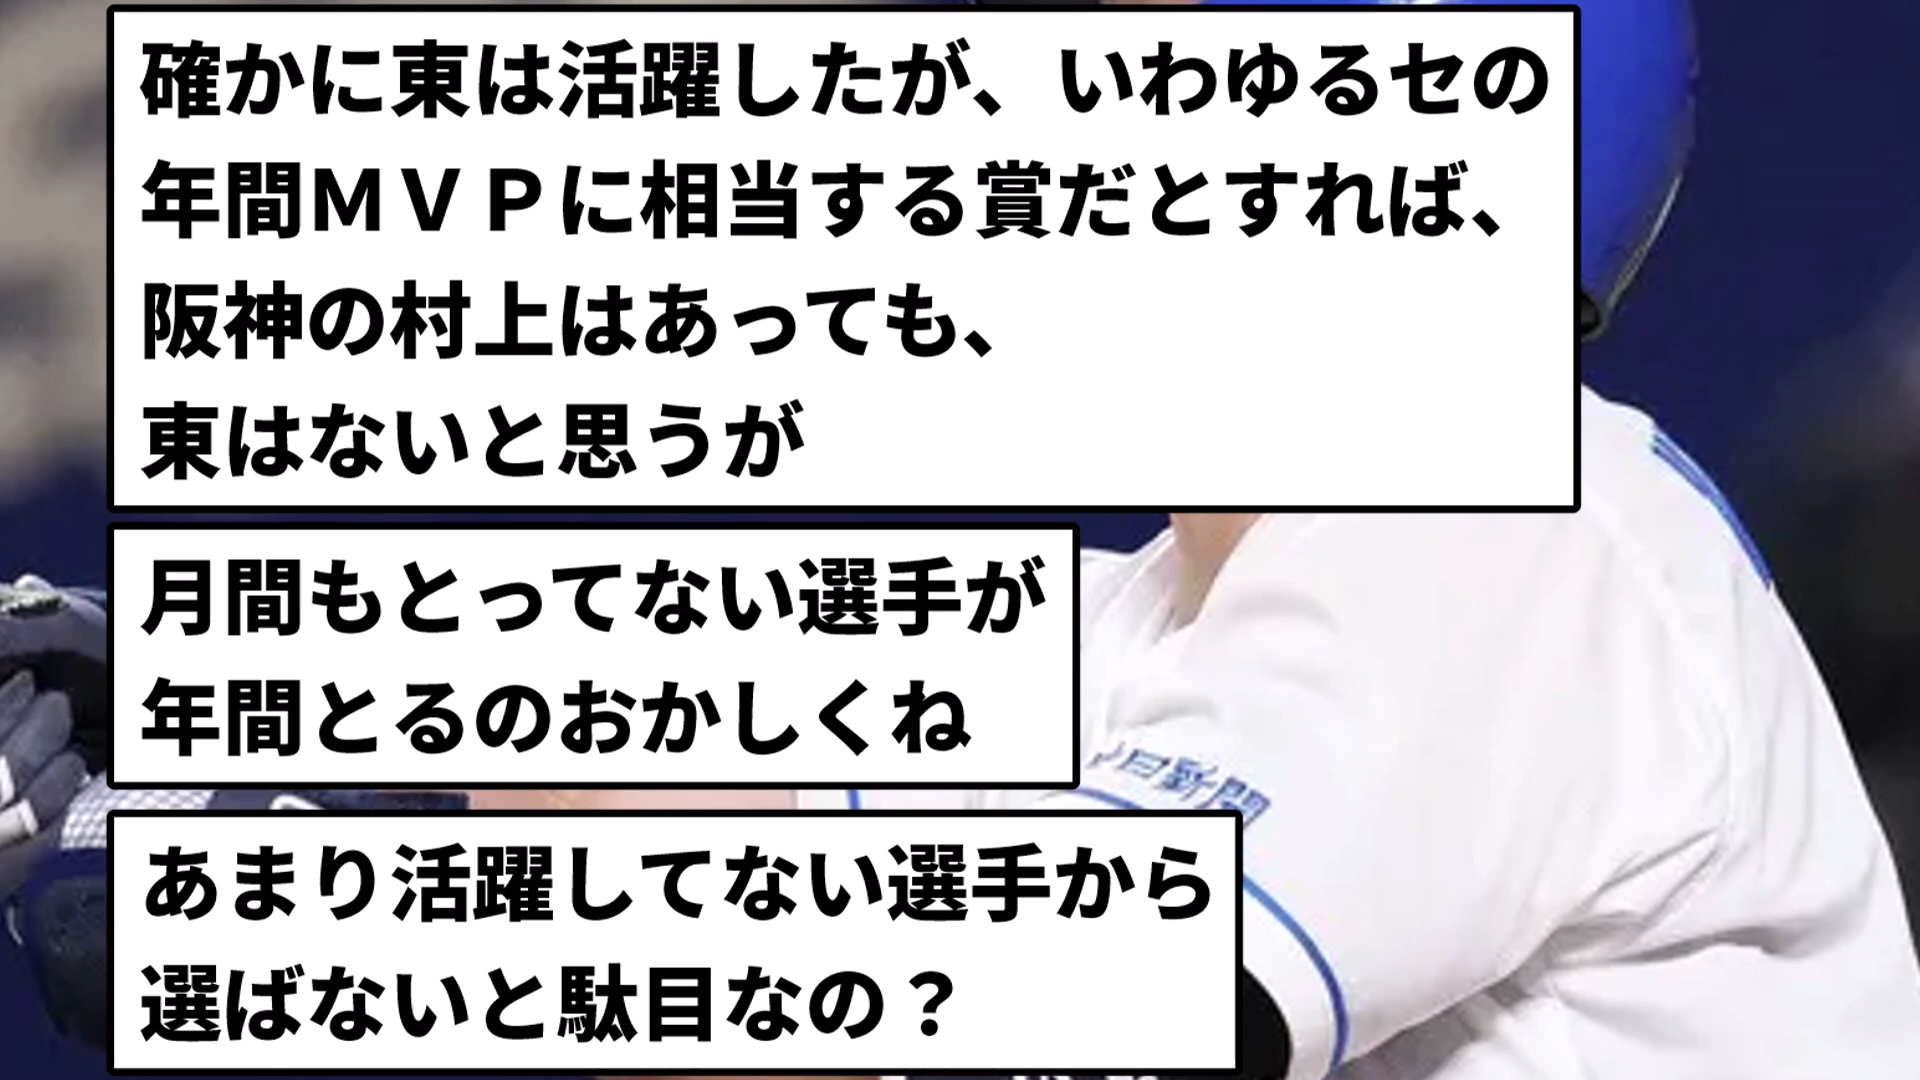 確かに東は活躍したが、いわゆるセの
年間ＭＶＰに相当する賞だとすれば、
阪神の村上はあっても、
東はないと思うが
月間もとってない選手が
年間とるのおかしくね
日新聞
あまり活躍してない選手から
選ばないと駄目なの？